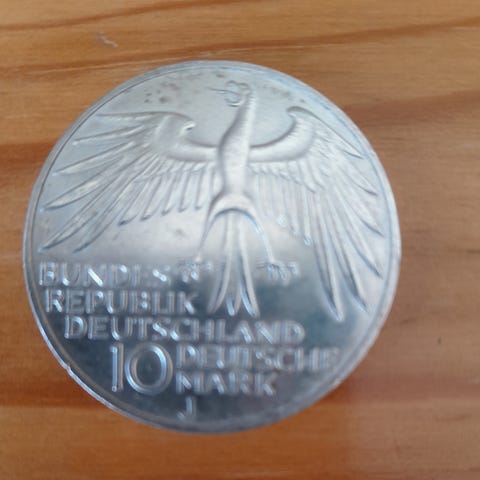 BUNDES
REPUBLIK
DEUTSCHLAND
10 DEUTSCHE
MARK
J